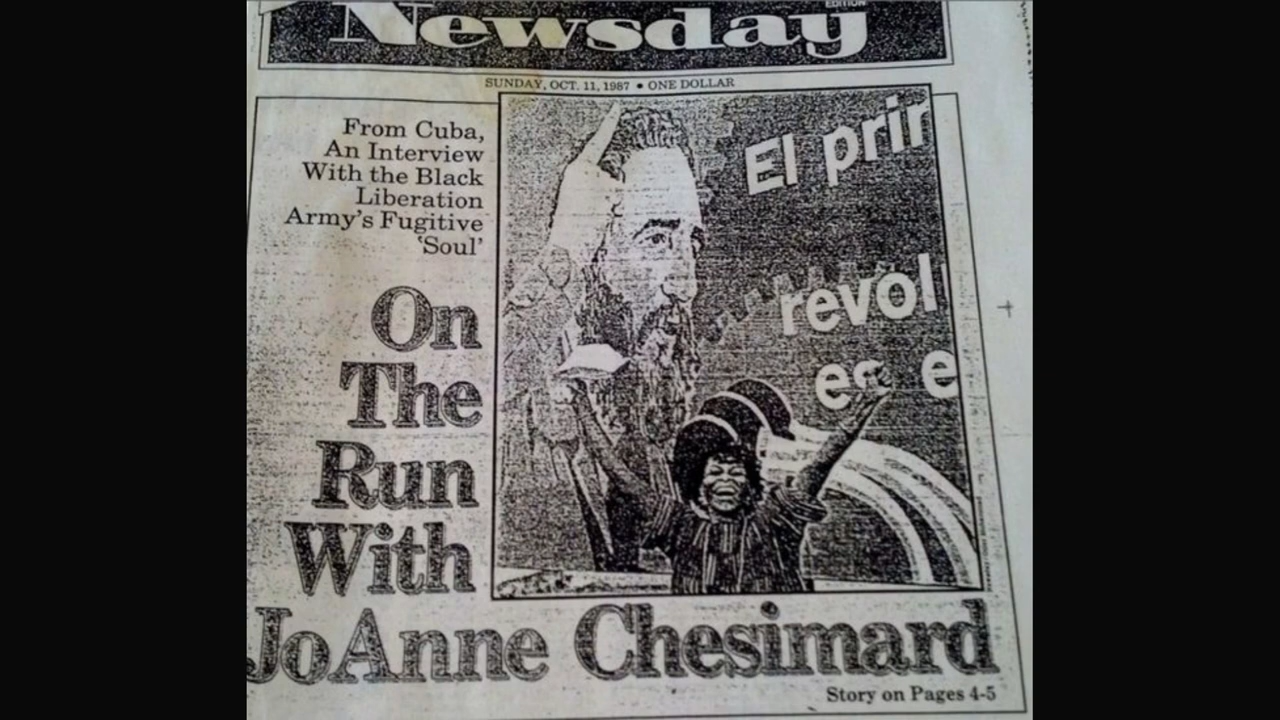 EDITION
Newsday
SUNDAY, OCT. 11, 1987 • ONE DOLLAR
From Cuba,
An Interview
With the Black
Liberation
Army's Fugitive
'Soul'
On
The
Run
With
JoAnne Chesimard
El prir
revol
es e
Story on Pages 4-5